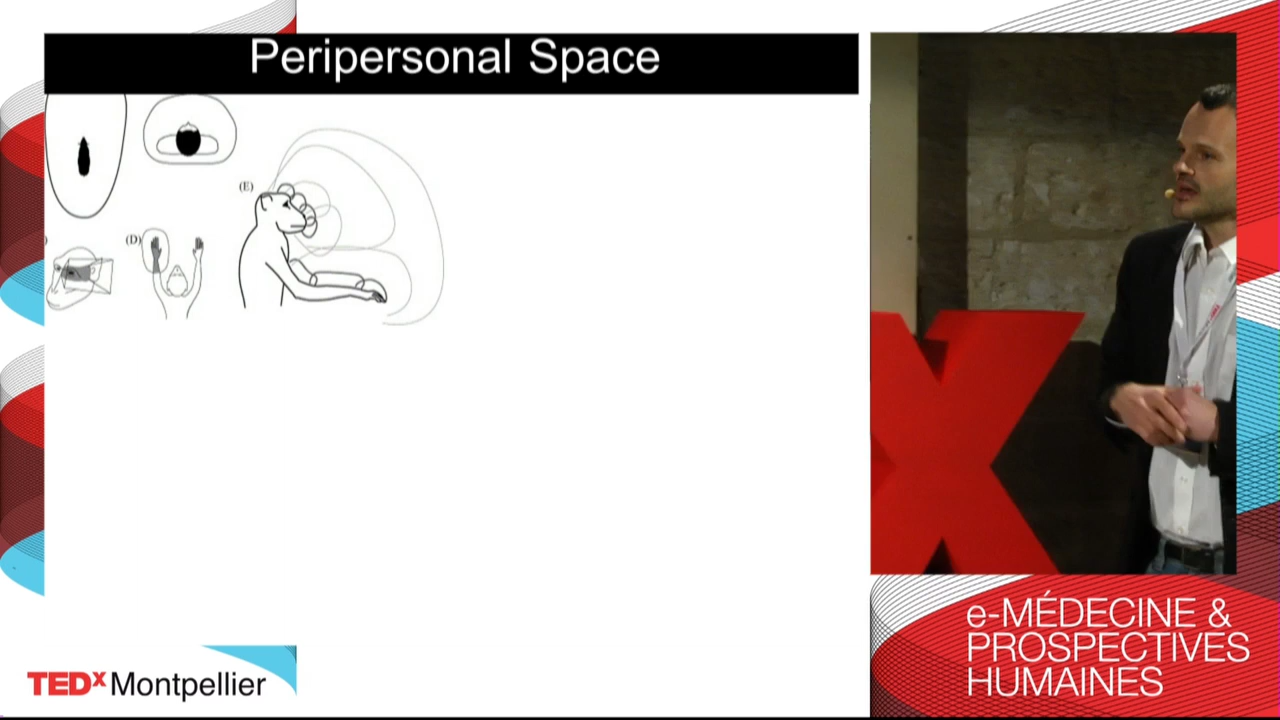 Peripersonal Space
(E)
(D)
X
e-MÉDECINE &
PROSPECTIVES
HUMAINES
TEDx Montpellier